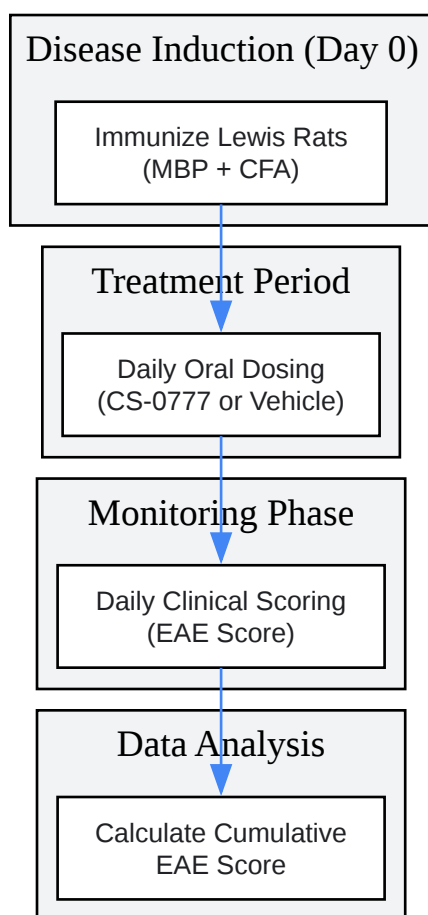 Disease Induction (Day 0)
Immunize Lewis Rats
(MBP + CFA)
Treatment Period
Daily Oral Dosing
(CS-0777 or Vehicle)
Monitoring Phase
Daily Clinical Scoring
(EAE Score)
Data Analysis
Calculate Cumulative
EAE Score